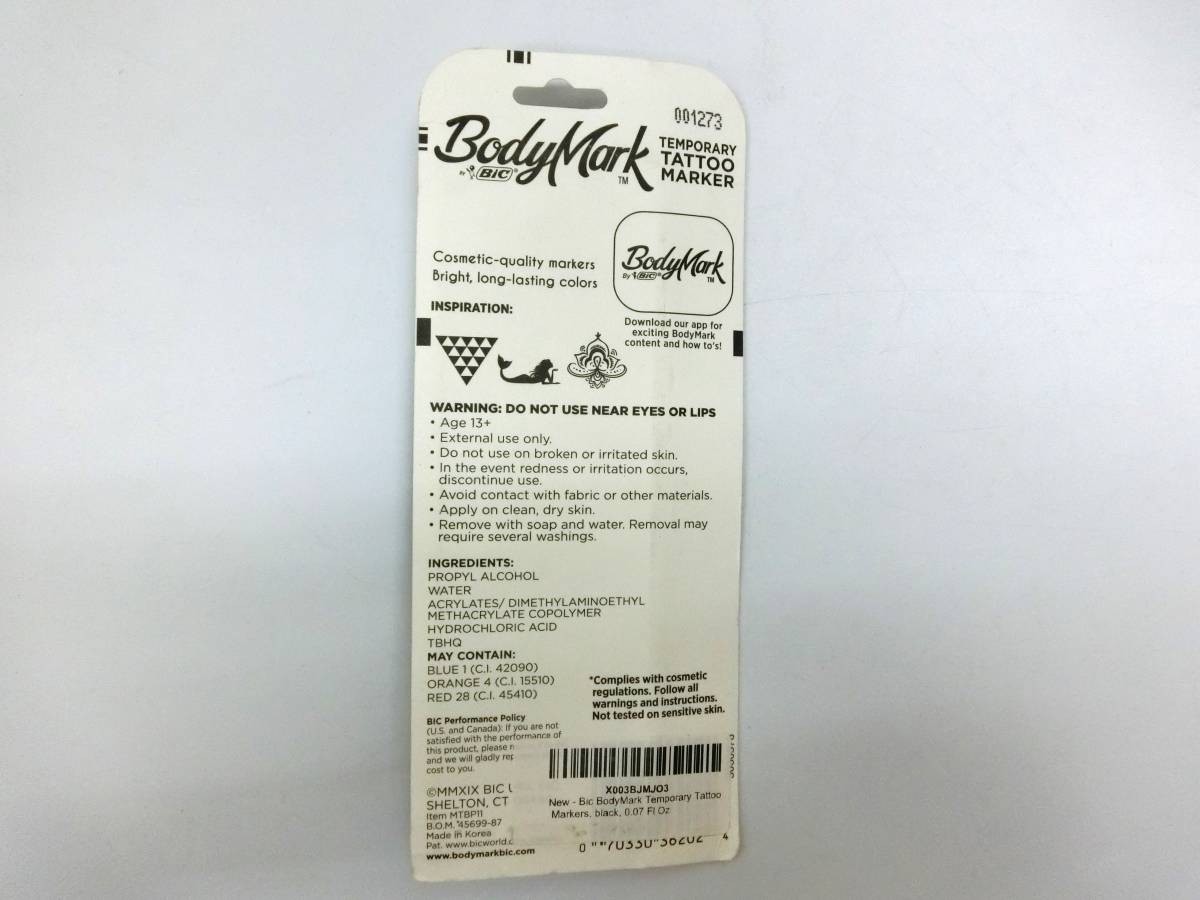 001273
BodyMark
by BIC®
TM
TEMPORARY
TATTOO
MARKER
Cosmetic-quality markers
Bright, long-lasting colors
BodyMark
By BIC®
TM
Download our app for
exciting BodyMark
content and how to's!
INSPIRATION:
WARNING: DO NOT USE NEAR EYES OR LIPS
• Age 13+
• External use only.
• Do not use on broken or irritated skin.
• In the event redness or irritation occurs,
discontinue use.
• Avoid contact with fabric or other materials.
• Apply on clean, dry skin.
• Remove with soap and water. Removal may
require several washings.
INGREDIENTS:
PROPYL ALCOHOL
WATER
ACRYLATES/ DIMETHYLAMINOETHYL
METHACRYLATE COPOLYMER
HYDROCHLORIC ACID
TBHQ
MAY CONTAIN:
BLUE 1 (C.I. 42090)
ORANGE 4 (C.I. 15510)
RED 28 (C.I. 45410)
*Complies with cosmetic
regulations. Follow all
warnings and instructions.
Not tested on sensitive skin.
BIC Performance Policy
(U.S. and Canada): If you are not
satisfied with the performance of
this product, please
and we will gladly
cost to you.
©MMXIX BIC
SHELTON, CT
Item MTBP11
B.O.M. 45699-87
Made in Korea
Pat. www.bicworld.c
www.bodymarkbic.com
X003BJMJO3
New - Bic BodyMark Temporary Tattoo
Markers, black, 0.07 Fl Oz
0 70330 36202 4